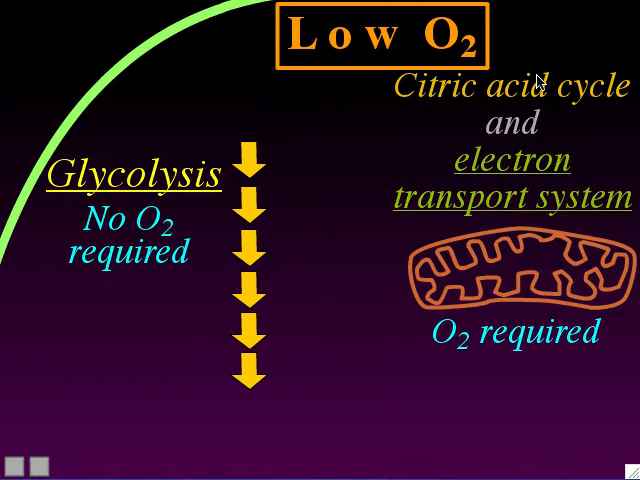 Low O2
Citric acid cycle
and
electron
transport system
Glycolysis
No O2
required
O2 required